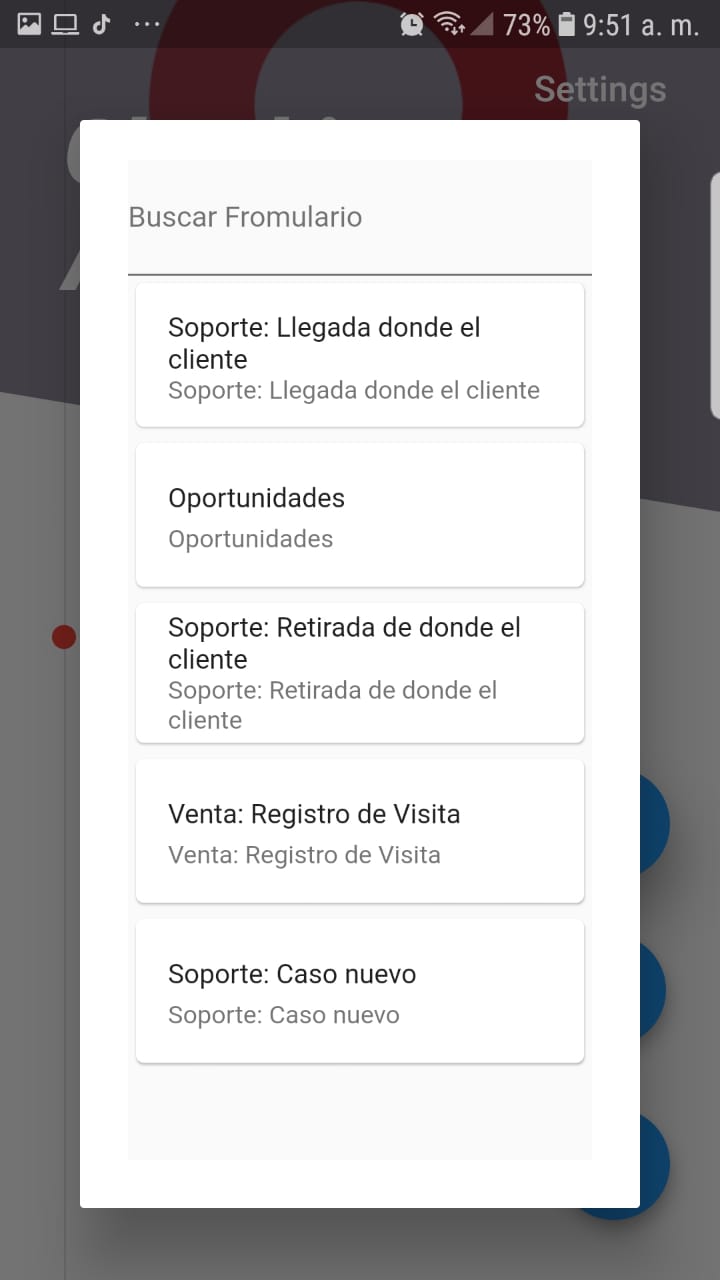 73% 9:51 a. m.
Settings
Buscar Fromulario
Soporte: Llegada donde el
cliente
Soporte: Llegada donde el cliente
Oportunidades
Oportunidades
Soporte: Retirada de donde el
cliente
Soporte: Retirada de donde el
cliente
Venta: Registro de Visita
Venta: Registro de Visita
Soporte: Caso nuevo
Soporte: Caso nuevo